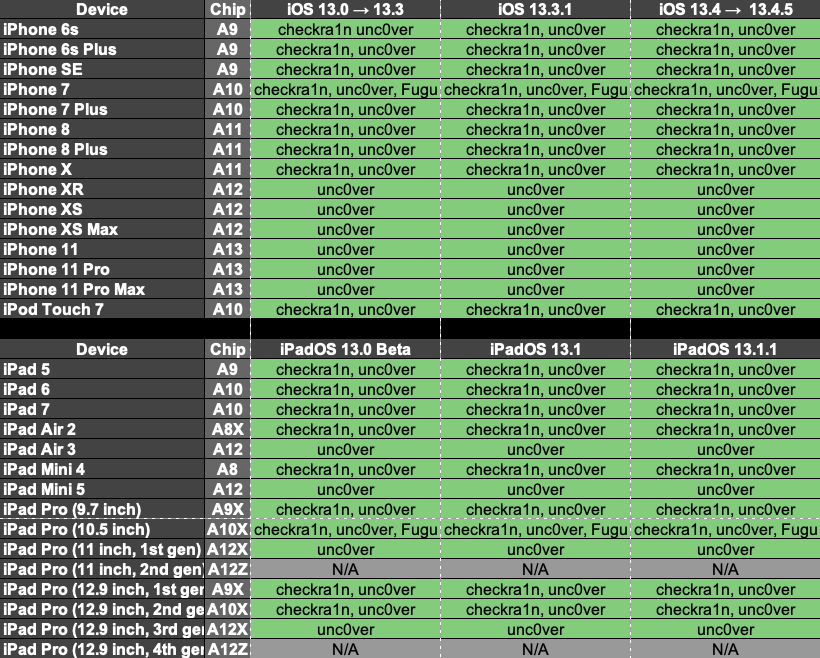 Device Chip iOS 13.0 → 13.3 iOS 13.3.1 iOS 13.4 → 13.4.5
iPhone 6s A9 checkra1n unc0ver checkra1n, unc0ver checkra1n, unc0ver
iPhone 6s Plus A9 checkra1n, unc0ver checkra1n, unc0ver checkra1n, unc0ver
iPhone SE A9 checkra1n, unc0ver checkra1n, unc0ver checkra1n, unc0ver
iPhone 7 A10 checkra1n, unc0ver, Fugu checkra1n, unc0ver, Fugu checkra1n, unc0ver, Fugu
iPhone 7 Plus A10 checkra1n, unc0ver checkra1n, unc0ver checkra1n, unc0ver
iPhone 8 A11 checkra1n, unc0ver checkra1n, unc0ver checkra1n, unc0ver
iPhone 8 Plus A11 checkra1n, unc0ver checkra1n, unc0ver checkra1n, unc0ver
iPhone X A11 checkra1n, unc0ver checkra1n, unc0ver checkra1n, unc0ver
iPhone XR A12 unc0ver unc0ver unc0ver
iPhone XS A12 unc0ver unc0ver unc0ver
iPhone XS Max A12 unc0ver unc0ver unc0ver
iPhone 11 A13 unc0ver unc0ver unc0ver
iPhone 11 Pro A13 unc0ver unc0ver unc0ver
iPhone 11 Pro Max A13 unc0ver unc0ver unc0ver
iPod Touch 7 A10 checkra1n, unc0ver checkra1n, unc0ver checkra1n, unc0ver
Device Chip iPadOS 13.0 Beta iPadOS 13.1 iPadOS 13.1.1
iPad 5 A9 checkra1n, unc0ver checkra1n, unc0ver checkra1n, unc0ver
iPad 6 A10 checkra1n, unc0ver checkra1n, unc0ver checkra1n, unc0ver
iPad 7 A10 checkra1n, unc0ver checkra1n, unc0ver checkra1n, unc0ver
iPad Air 2 A8X checkra1n, unc0ver checkra1n, unc0ver checkra1n, unc0ver
iPad Air 3 A12 unc0ver unc0ver unc0ver
iPad Mini 4 A8 checkra1n, unc0ver checkra1n, unc0ver checkra1n, unc0ver
iPad Mini 5 A12 unc0ver unc0ver unc0ver
iPad Pro (9.7 inch) A9X checkra1n, unc0ver checkra1n, unc0ver checkra1n, unc0ver
iPad Pro (10.5 inch) A10X checkra1n, unc0ver, Fugu checkra1n, unc0ver, Fugu checkra1n, unc0ver, Fugu
iPad Pro (11 inch, 1st gen) A12X unc0ver unc0ver unc0ver
iPad Pro (11 inch, 2nd gen) A12Z N/A N/A N/A
iPad Pro (12.9 inch, 1st ger A9X checkra1n, unc0ver checkra1n, unc0ver checkra1n, unc0ver
iPad Pro (12.9 inch, 2nd ge A10X checkra1n, unc0ver checkra1n, unc0ver checkra1n, unc0ver
iPad Pro (12.9 inch, 3rd ge A12X unc0ver unc0ver unc0ver
iPad Pro (12.9 inch, 4th ge A12Z N/A N/A N/A